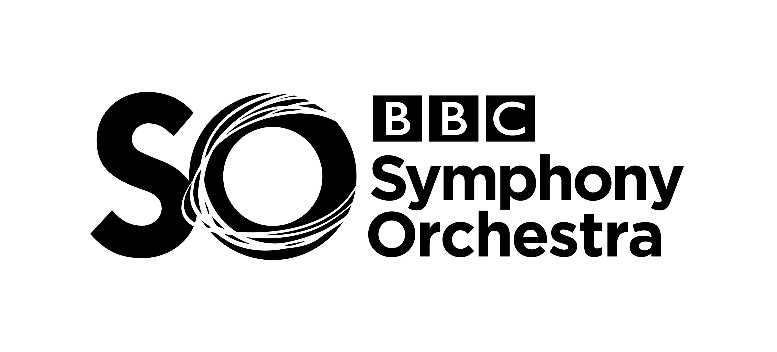 SO
BBC
Symphony
Orchestra